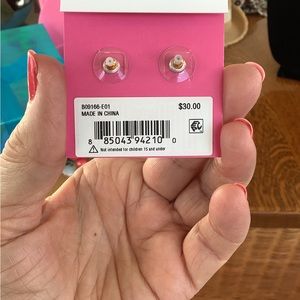 B09166-E01 $30.00
MADE IN CHINA
8 85043 94210 0
Not intended for children 15 and under